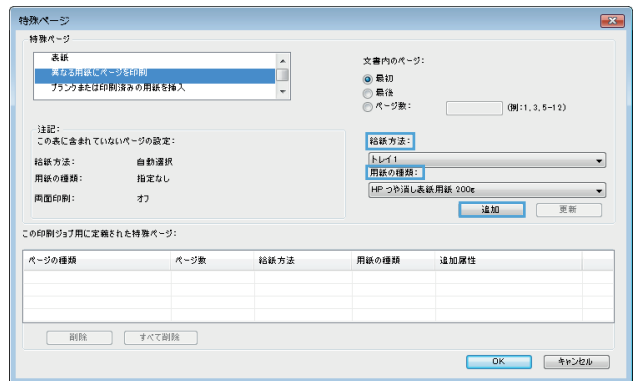 特殊ページ
特殊ページ
表紙
異なる用紙にページを印刷
ブランクまたは印刷済みの用紙を挿入
文書内のページ:
最初
最後
ページ数:
(例:1,3,5-12)
注記:
この表に含まれていないページの設定:
給紙方法: 自動選択
用紙の種類: 指定なし
両面印刷: オフ
給紙方法:
トレイ1
用紙の種類:
HP つや消し表紙用紙 200g
追加 更新
この印刷ジョブ用に定義された特殊ページ:
ページの種類 ページ数 給紙方法 用紙の種類 追加属性
削除 すべて削除
OK キャンセル